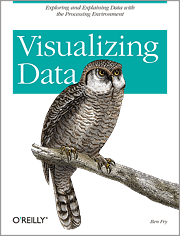 Exploring and Explaining Data with
the Processing Environment
Visualizing
Data
O'REILLY®
Ben Fry